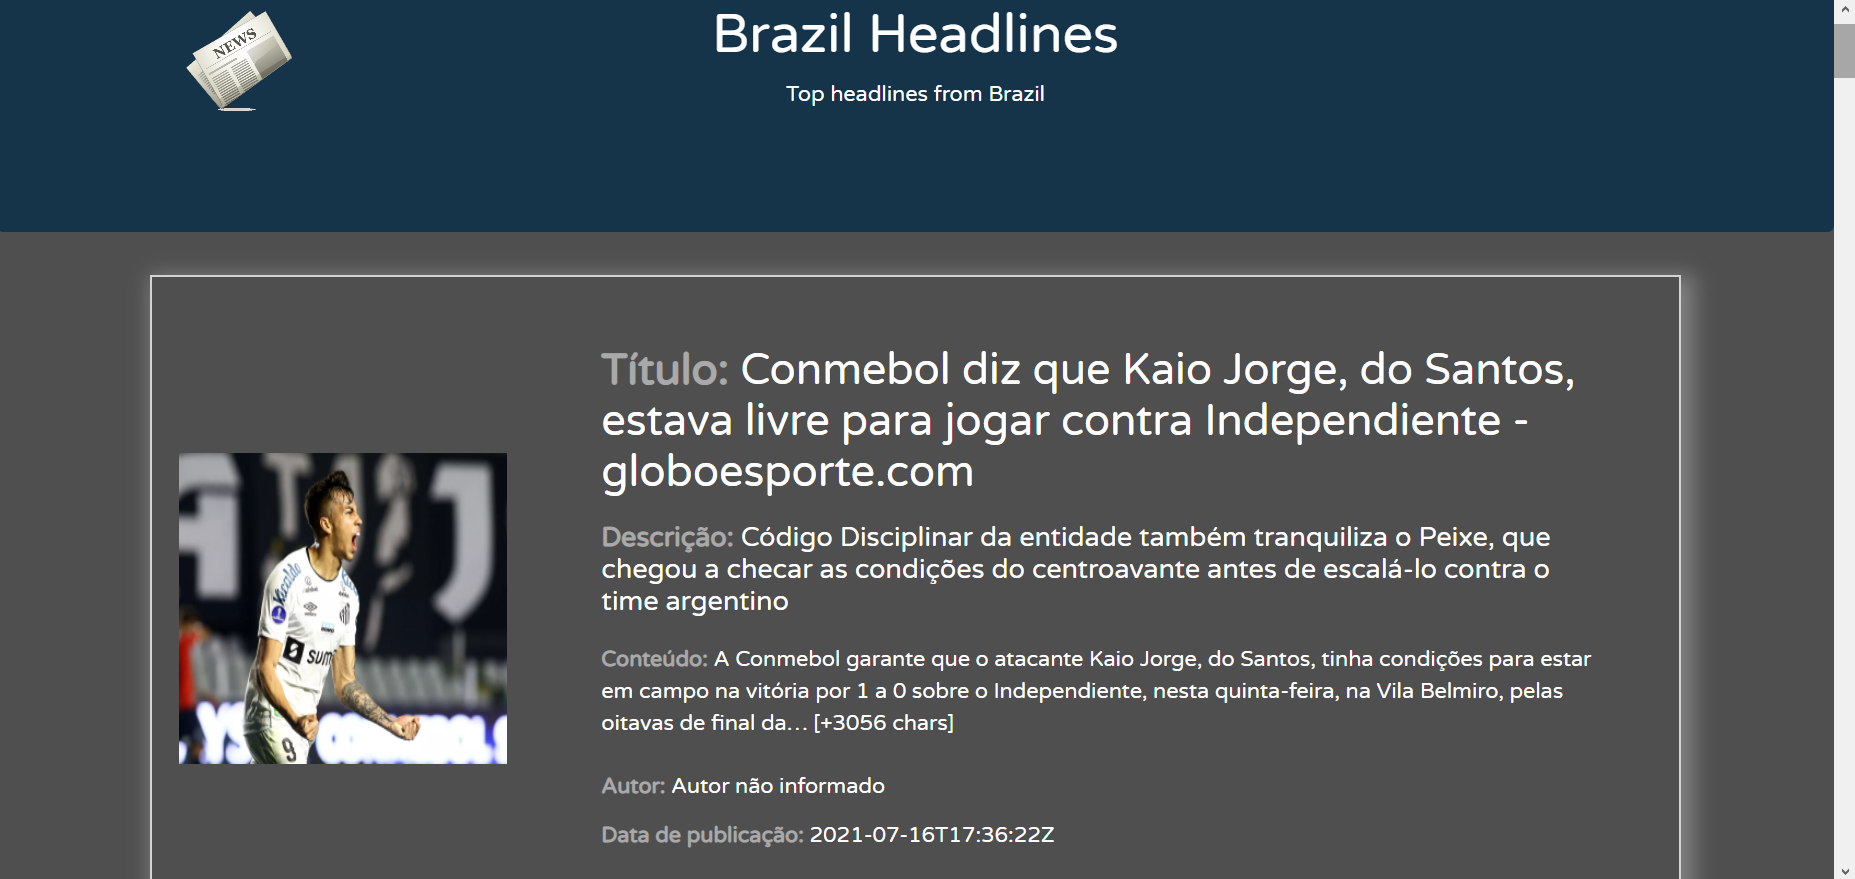 NEWS
Brazil Headlines
Top headlines from Brazil
Título: Conmebol diz que Kaio Jorge, do Santos,
estava livre para jogar contra Independiente -
globoesporte.com
Descrição: Código Disciplinar da entidade também tranquiliza o Peixe, que
chegou a checar as condições do centroavante antes de escalá-lo contra o
time argentino
Conteúdo: A Conmebol garante que o atacante Kaio Jorge, do Santos, tinha condições para estar
em campo na vitória por 1 a 0 sobre o Independiente, nesta quinta-feira, na Vila Belmiro, pelas
oitavas de final da… [+3056 chars]
Autor: Autor não informado
Data de publicação: 2021-07-16T17:36:22Z
9